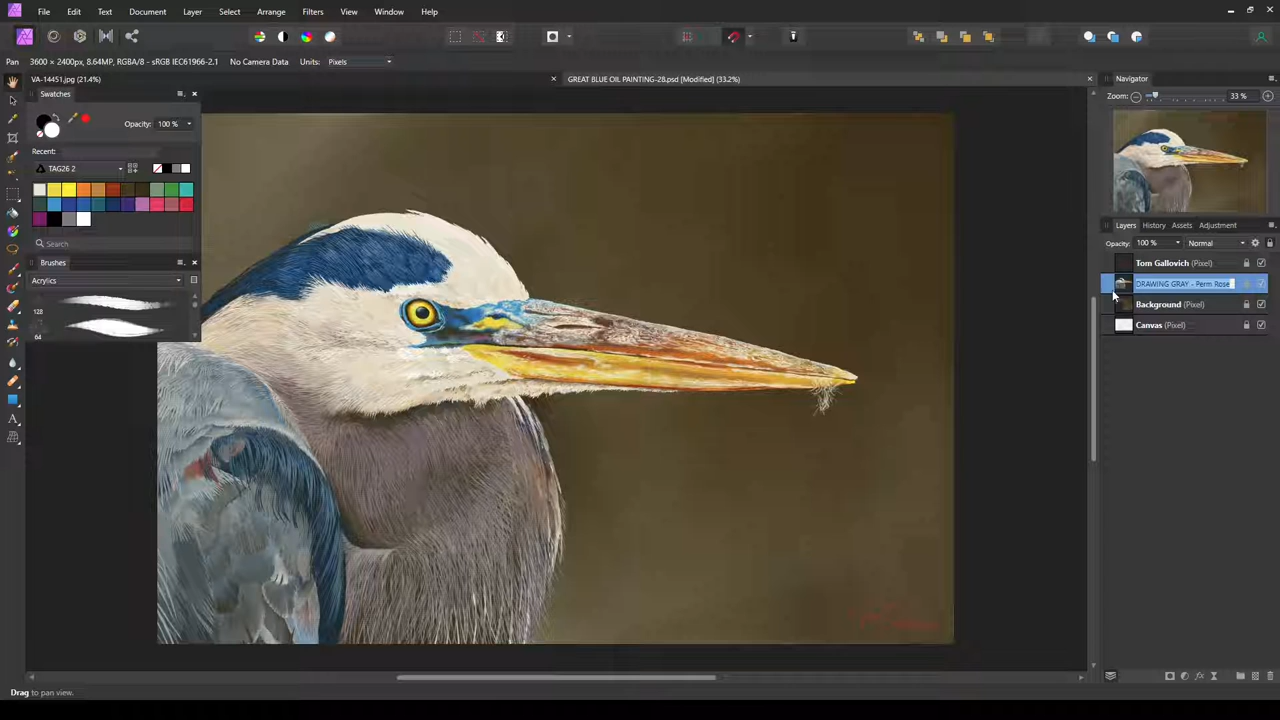 File Edit Text Document Layer Select Arrange Filters View Window Help
Pan 3600 × 2400px, 8.64MP, RGBA/8 - sRGB IEC61966-2.1 No Camera Data Units: Pixels
VA-14451.jpg (21.4%) GREAT BLUE OIL PAINTING-28.psd [Modified] (33.2%)
Navigator
Swatches
Zoom: 33 %
Opacity: 100 %
Recent:
TAG26 2
Search
Brushes
Acrylics
128
64
Layers History Assets Adjustment
Opacity: 100 % Normal
Tom Gallovich (Pixel)
DRAWING GRAY - Perm Rose
Background (Pixel)
Canvas (Pixel)
Drag to pan view.